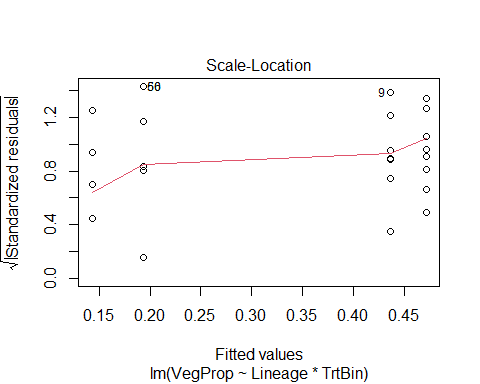 Scale-Location
9
√|Standardized residuals|
1.2
0.8
0.4
0.0
0.15 0.20 0.25 0.30 0.35 0.40 0.45
Fitted values
lm(VegProp ~ Lineage * TrtBin)